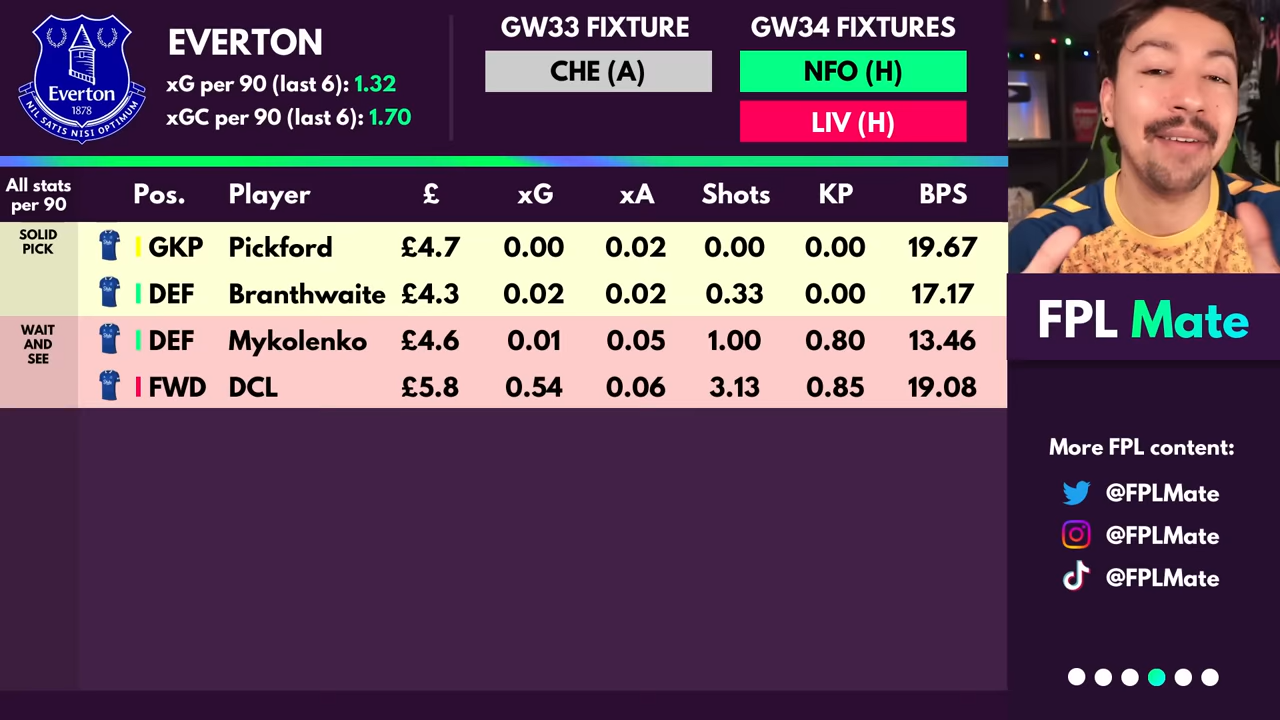 Everton
1878
NIL SATIS NISI OPTIMUM
EVERTON
xG per 90 (last 6): 1.32
xGC per 90 (last 6): 1.70
GW33 FIXTURE
CHE (A)
GW34 FIXTURES
NFO (H)
LIV (H)
All stats
per 90
Pos. Player £ xG xA Shots KP BPS
SOLID
PICK
GKP Pickford £4.7 0.00 0.02 0.00 0.00 19.67
DEF Branthwaite £4.3 0.02 0.02 0.33 0.00 17.17
WAIT
AND
SEE
DEF Mykolenko £4.6 0.01 0.05 1.00 0.80 13.46
FWD DCL £5.8 0.54 0.06 3.13 0.85 19.08
FPL Mate
More FPL content:
@FPLMate
@FPLMate
@FPLMate